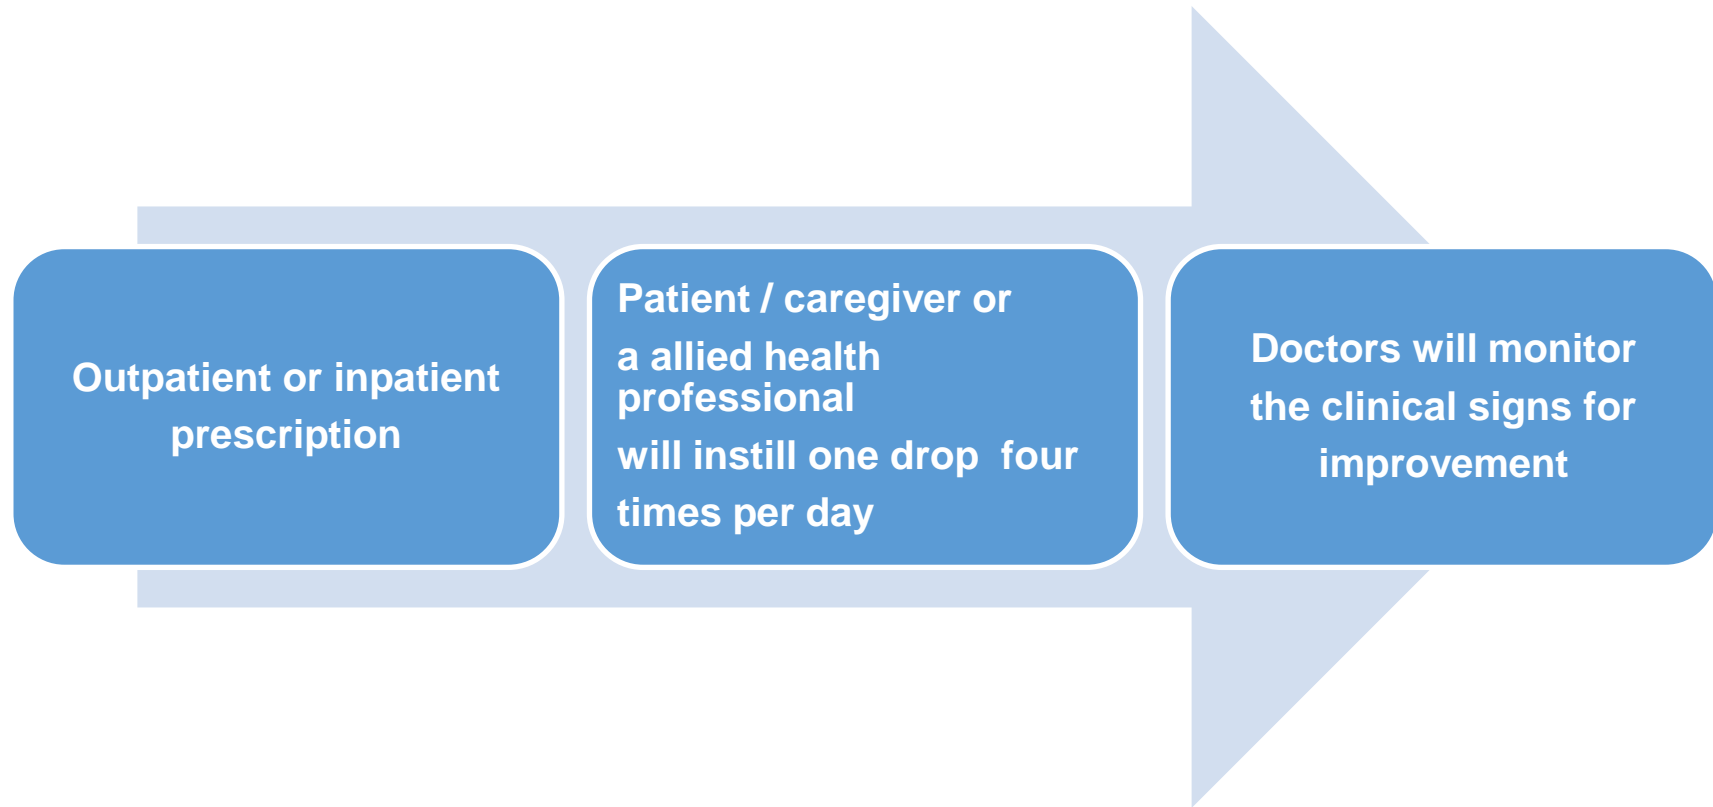 Outpatient or inpatient
prescription
Patient / caregiver or
a allied health
professional
will instill one drop  four
times per day
Doctors will monitor
the clinical signs for
improvement